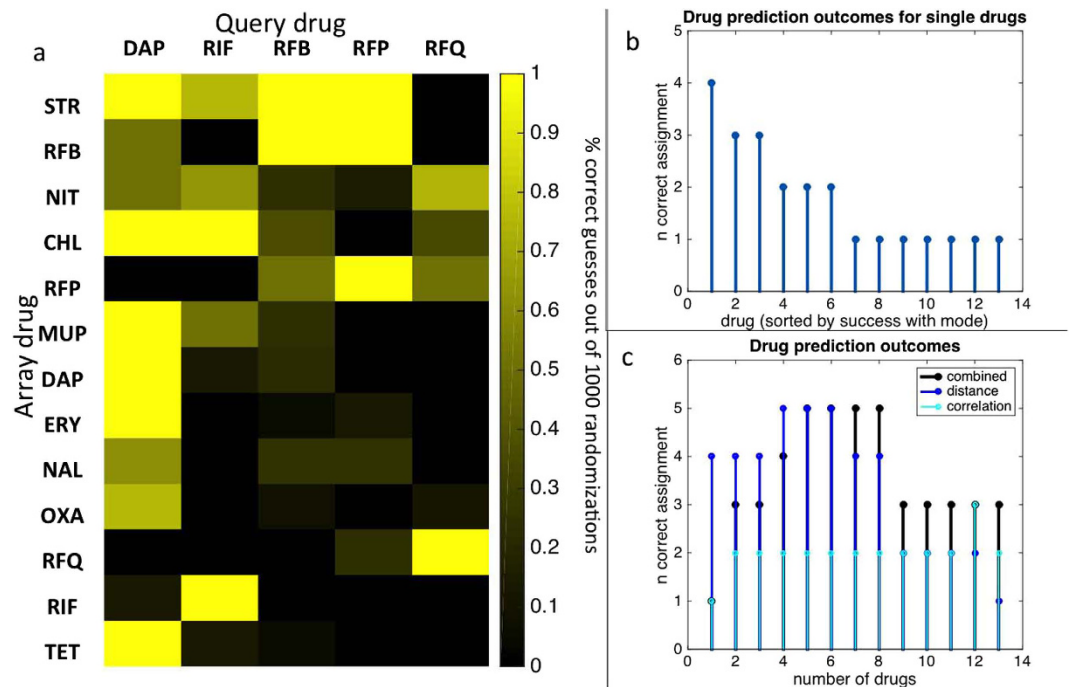 a
Query drug
DAP RIF RFB RFP RFQ
Array drug
STR
RFB
NIT
CHL
RFP
MUP
DAP
ERY
NAL
OXA
RFQ
RIF
TET
1
0.9
0.8
0.7
0.6
0.5
0.4
0.3
0.2
0.1
0
% correct guesses out of 1000 randomizations
b
Drug prediction outcomes for single drugs
n correct assignment
5
4
3
2
1
0
0 2 4 6 8 10 12 14
drug (sorted by success with mode)
c
Drug prediction outcomes
combined
distance
correlation
n correct assignment
6
5
4
3
2
1
0
0 2 4 6 8 10 12 14
number of drugs